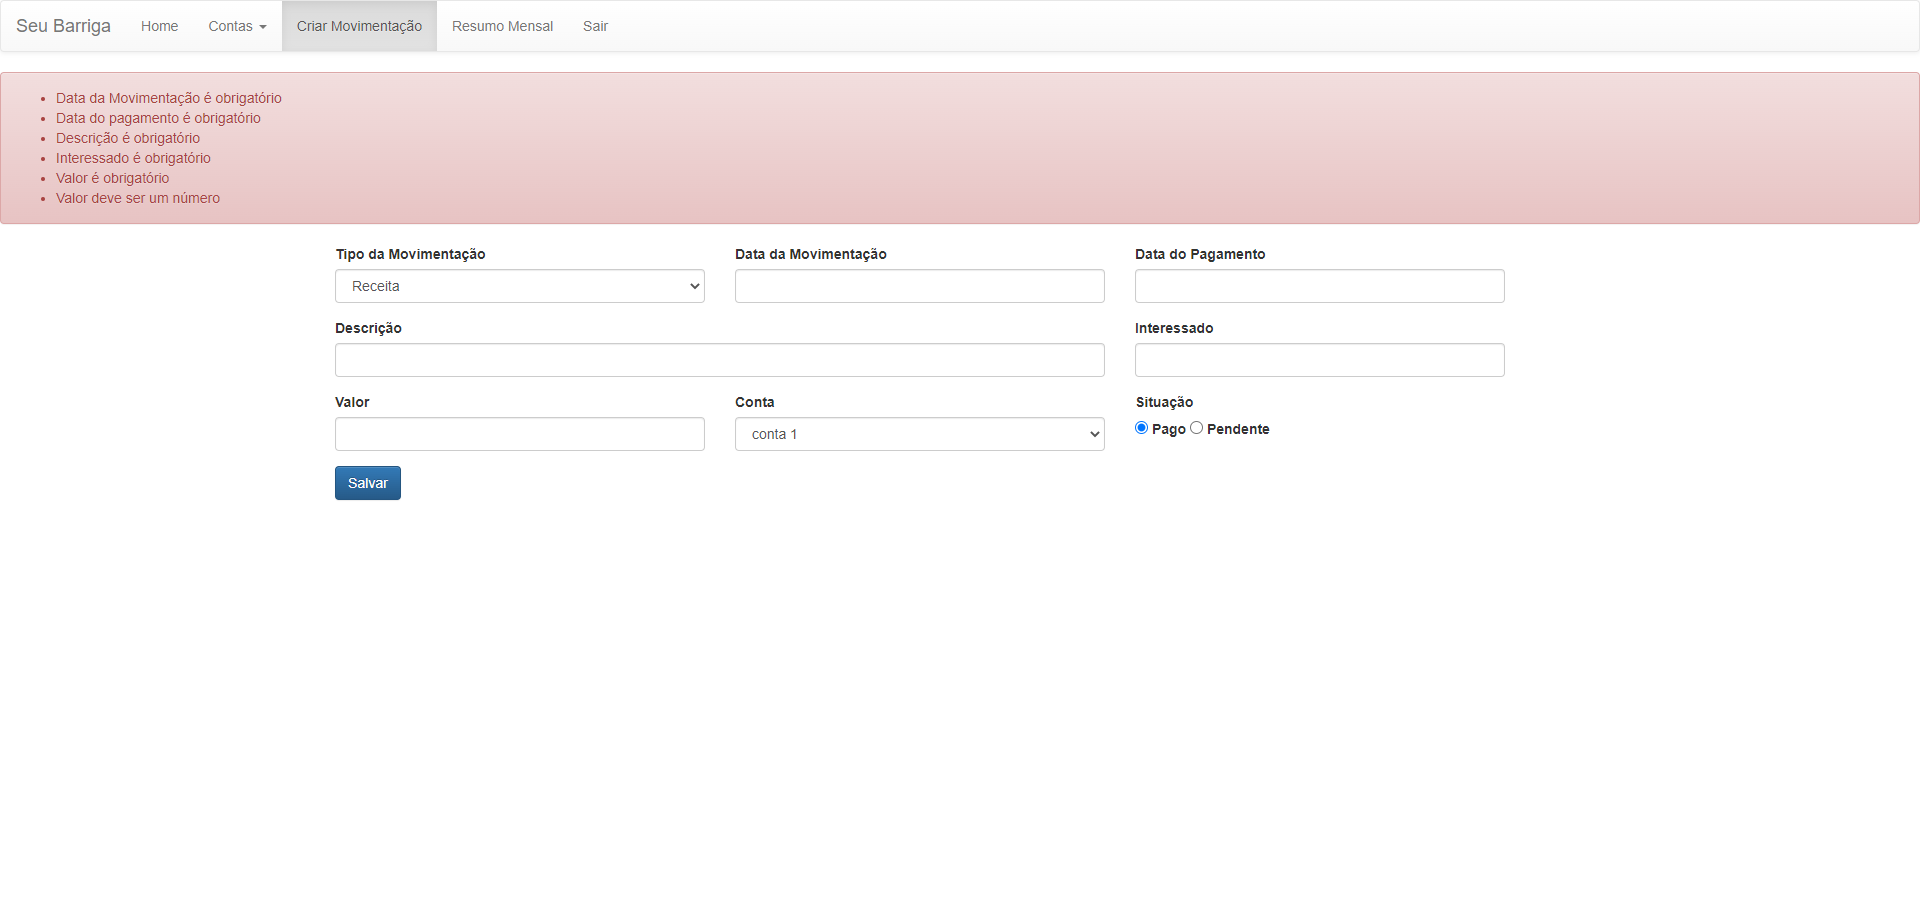 Seu Barriga Home Contas Criar Movimentação Resumo Mensal Sair
Data da Movimentação é obrigatório
Data do pagamento é obrigatório
Descrição é obrigatório
Interessado é obrigatório
Valor é obrigatório
Valor deve ser um número
Tipo da Movimentação Data da Movimentação Data do Pagamento
Receita
Descrição Interessado
Valor Conta Situação
conta 1 Pago Pendente
Salvar